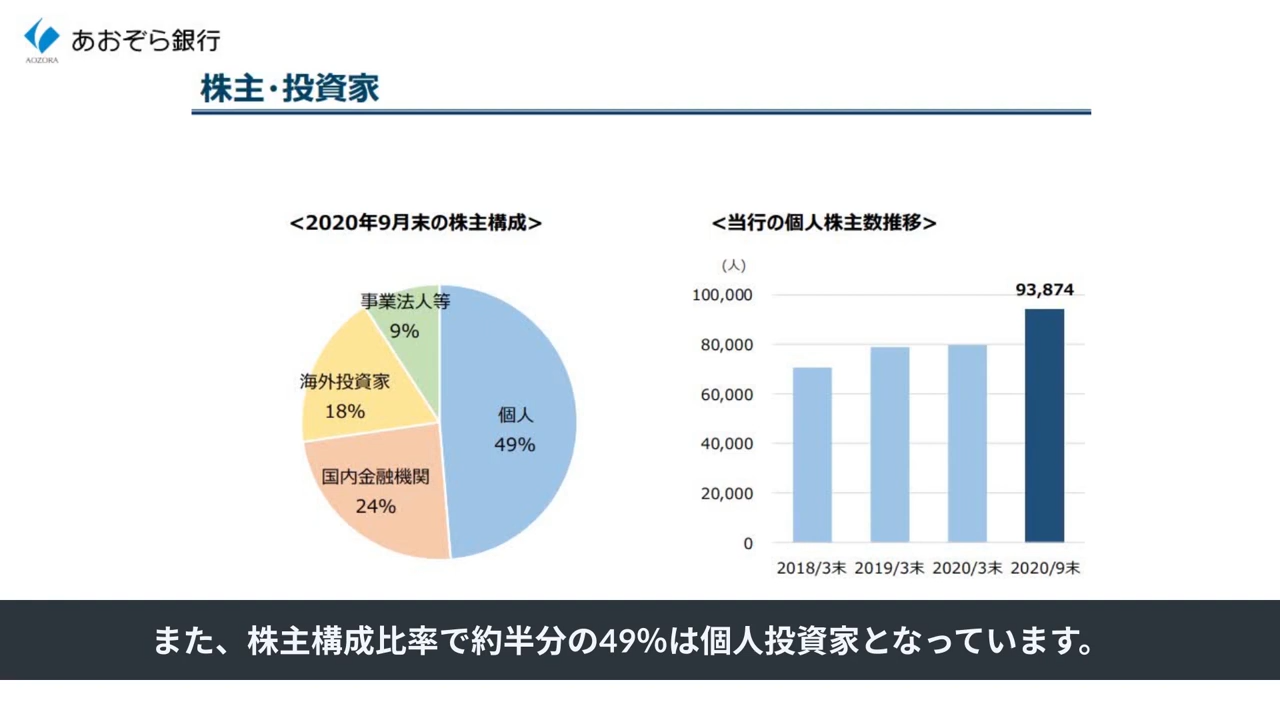 あおぞら銀行
AOZORA
株主・投資家
<2020年9月末の株主構成>
事業法人等
9%
海外投資家
18%
個人
49%
国内金融機関
24%
<当行の個人株主数推移>
(人)
93,874
100,000
80,000
60,000
40,000
20,000
0
2018/3末 2019/3末 2020/3末 2020/9末
また、株主構成比率で約半分の49%は個人投資家となっています。